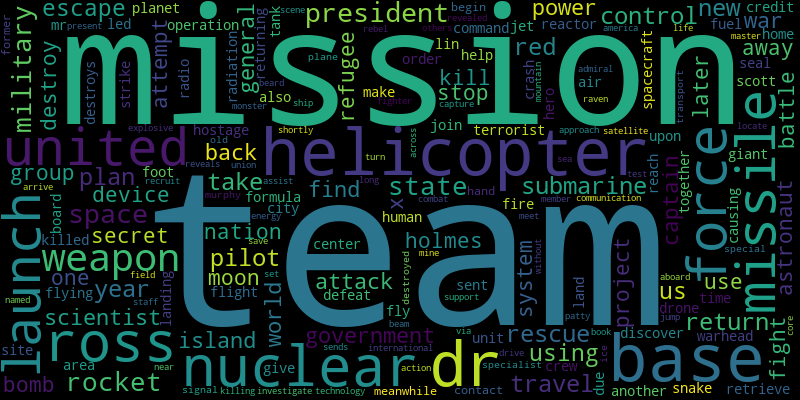 mission
team
helicopter
united
nuclear
dr
base
force
missile
launch
ross
weapon
military
destroy
escape
planet
operation
attempt
general
returning
president
power
control
new
war
credit
away
fuel
reactor
command
jet
order
lin
help
red
kill
stop
refugee
tank
led
mr
present
former
strike
destroys
radio
radiation
hostage
also
make
join
terrorist
spacecraft
crash
hero
air
seal
scott
home
begin
later
battle
upon
giant
reach
together
captain
causing
special
time
drone
use
us
astronaut
return
fight
snake
retrieve
another
due
warhead
project
system
rescue
using
travel
crew
specialist
submarine
state
x
holmes
human
sent
fire
land
attack
find
take
formula
city
nation
pilot
moon
flight
center
defeat
fly
world
island
government
scientist
secret
space
device
plan
group
back
foot
board
killed
year
one
flying
landing
rocket
bomb
area
site
near
give
signal
killing
investigate
technology
meanwhile
contact
unit
discover
explosive
shortly
satellite
approach
mountain
admiral
raven
transport
locate
monster
capture
fighter
rebel
revealed
others
america
life
master
plane
ship
beard
scene
across
turn
sea
test
old
union
reveals
assist
long
hand
combat
communication
member
meet
without
murphy
energy
save
set
mine
destroyed
support
beam
via
international
sends
action
drive
ice
book
patty
jump
aboard
core
named
staff
field
recruit
arrive